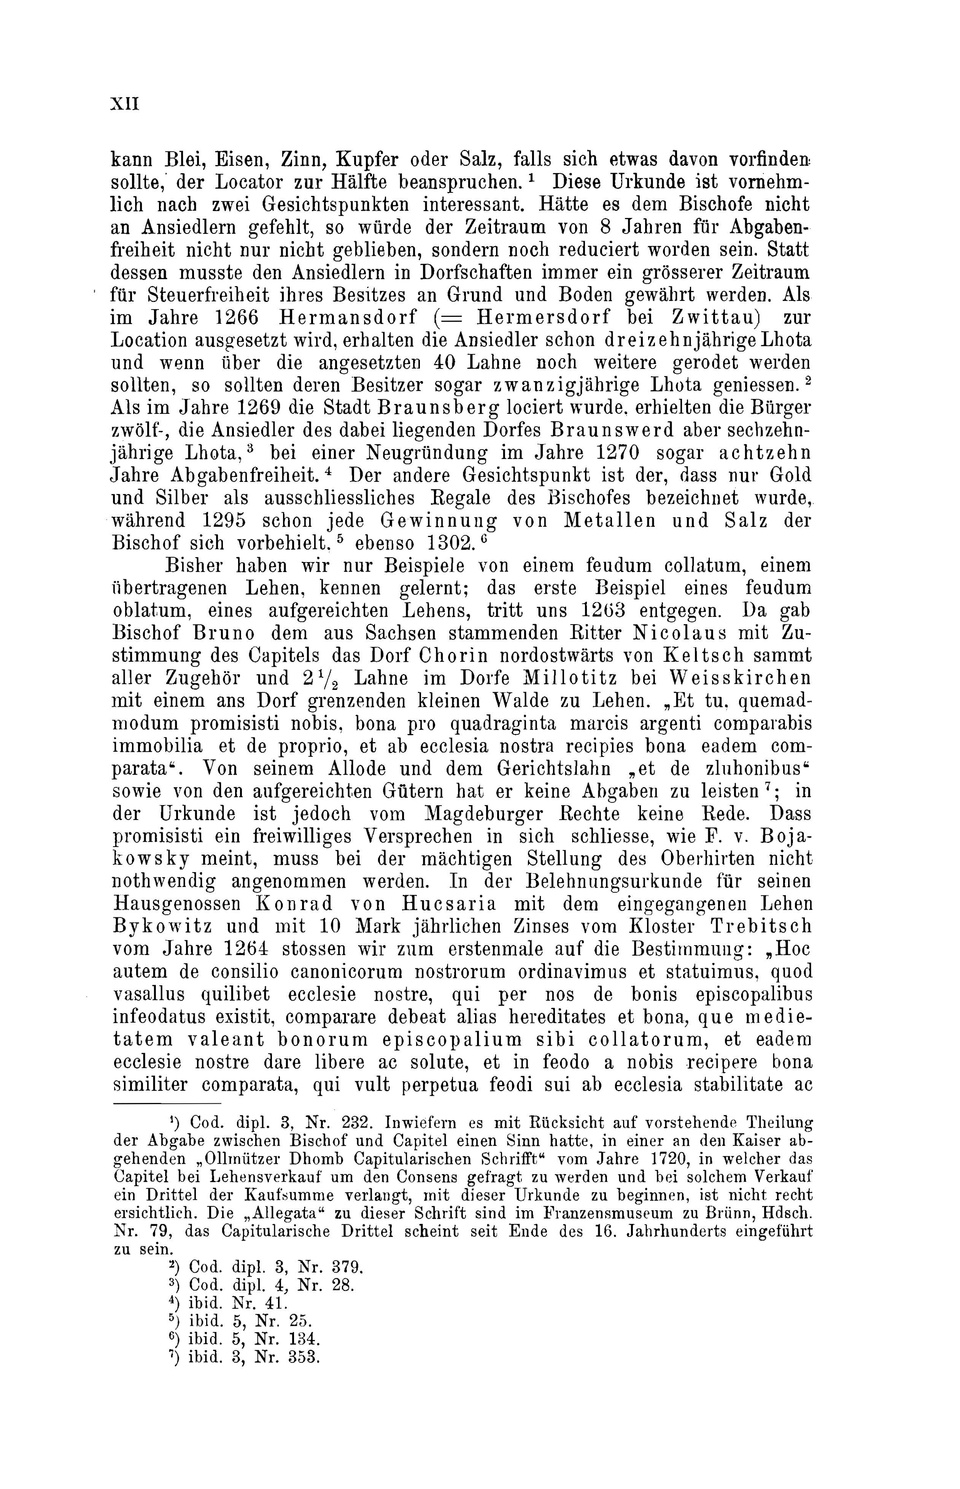 XII
kann Blei, Eisen, Zinn, Kupfer oder Salz, falls sich etwas davon vorfinden
sollte, der Locator zur Hälfte beanspruchen. ¹ Diese Urkunde ist vornehm-
lich nach zwei Gesichtspunkten interessant. Hätte es dem Bischofe nicht
an Ansiedlern gefehlt, so würde der Zeitraum von 8 Jahren für Abgaben-
freiheit nicht nur nicht geblieben, sondern noch reduciert worden sein. Statt
dessen musste den Ansiedlern in Dorfschaften immer ein grösserer Zeitraum
für Steuerfreiheit ihres Besitzes an Grund und Boden gewährt werden. Als
im Jahre 1266 Hermansdorf (= Hermersdorf bei Zwittau) zur
Location ausgesetzt wird, erhalten die Ansiedler schon dreizehnjährige Lhota
und wenn über die angesetzten 40 Lahne noch weitere gerodet werden
sollten, so sollten deren Besitzer sogar zwanzigjährige Lhota geniessen. ²
Als im Jahre 1269 die Stadt Braunsberg lociert wurde, erhielten die Bürger
zwölf-, die Ansiedler des dabei liegenden Dorfes Braunswerd aber sechzehn-
jährige Lhota, ³ bei einer Neugründung im Jahre 1270 sogar achtzehn
Jahre Abgabenfreiheit. ⁴ Der andere Gesichtspunkt ist der, dass nur Gold
und Silber als ausschliessliches Regale des Bischofes bezeichnet wurde,
während 1295 schon jede Gewinnung von Metallen und Salz der
Bischof sich vorbehielt, ⁵ ebenso 1302. ⁶
Bisher haben wir nur Beispiele von einem feudum collatum, einem
übertragenen Lehen, kennen gelernt; das erste Beispiel eines feudum
oblatum, eines aufgereichten Lehens, tritt uns 1263 entgegen. Da gab
Bischof Bruno dem aus Sachsen stammenden Ritter Nicolaus mit Zu-
stimmung des Capitels das Dorf Chorin nordostwärts von Keltsch sammt
aller Zugehör und 2 ¹/₂ Lahne im Dorfe Millotitz bei Weisskirchen
mit einem ans Dorf grenzenden kleinen Walde zu Lehen. „Et tu, quemad-
modum promisisti nobis, bona pro quadraginta marcis argenti comparabis
immobilia et de proprio, et ab ecclesia nostra recipies bona eadem com-
parata“. Von seinem Allode und dem Gerichtslahn „et de zluhonibus“
sowie von den aufgereichten Gütern hat er keine Abgaben zu leisten ⁷; in
der Urkunde ist jedoch vom Magdeburger Rechte keine Rede. Dass
promisisti ein freiwilliges Versprechen in sich schliesse, wie F. v. Boja-
kowsky meint, muss bei der mächtigen Stellung des Oberhirten nicht
nothwendig angenommen werden. In der Belehnungsurkunde für seinen
Hausgenossen Konrad von Hucsaria mit dem eingegangenen Lehen
Bykowitz und mit 10 Mark jährlichen Zinses vom Kloster Trebitsch
vom Jahre 1264 stossen wir zum erstenmale auf die Bestimmung: „Hoc
autem de consilio canonicorum nostrorum ordinavimus et statuimus, quod
vasallus quilibet ecclesie nostre, qui per nos de bonis episcopalibus
infeodatus existit, comparare debeat alias hereditates et bona, que medie-
tatem valeant bonorum episcopalium sibi collatorum, et eadem
ecclesie nostre dare libere ac solute, et in feodo a nobis recipere bona
similiter comparata, qui vult perpetua feodi sui ab ecclesia stabilitate ac
¹) Cod. dipl. 3, Nr. 232. Inwiefern es mit Rücksicht auf vorstehende Theilung
der Abgabe zwischen Bischof und Capitel einen Sinn hatte, in einer an den Kaiser ab-
gehenden „Ollmützer Dhomb Capitularischen Schrifft“ vom Jahre 1720, in welcher das
Capitel bei Lehensverkauf um den Consens gefragt zu werden und bei solchem Verkauf
ein Drittel der Kaufsumme verlangt, mit dieser Urkunde zu beginnen, ist nicht recht
ersichtlich. Die „Allegata“ zu dieser Schrift sind im Franzensmuseum zu Brünn, Hdsch.
Nr. 79, das Capitularische Drittel scheint seit Ende des 16. Jahrhunderts eingeführt
zu sein.
²) Cod. dipl. 3, Nr. 379.
³) Cod. dipl. 4, Nr. 28.
⁴) ibid. Nr. 41.
⁵) ibid. 5, Nr. 25.
⁶) ibid. 5, Nr. 134.
⁷) ibid. 3, Nr. 353.